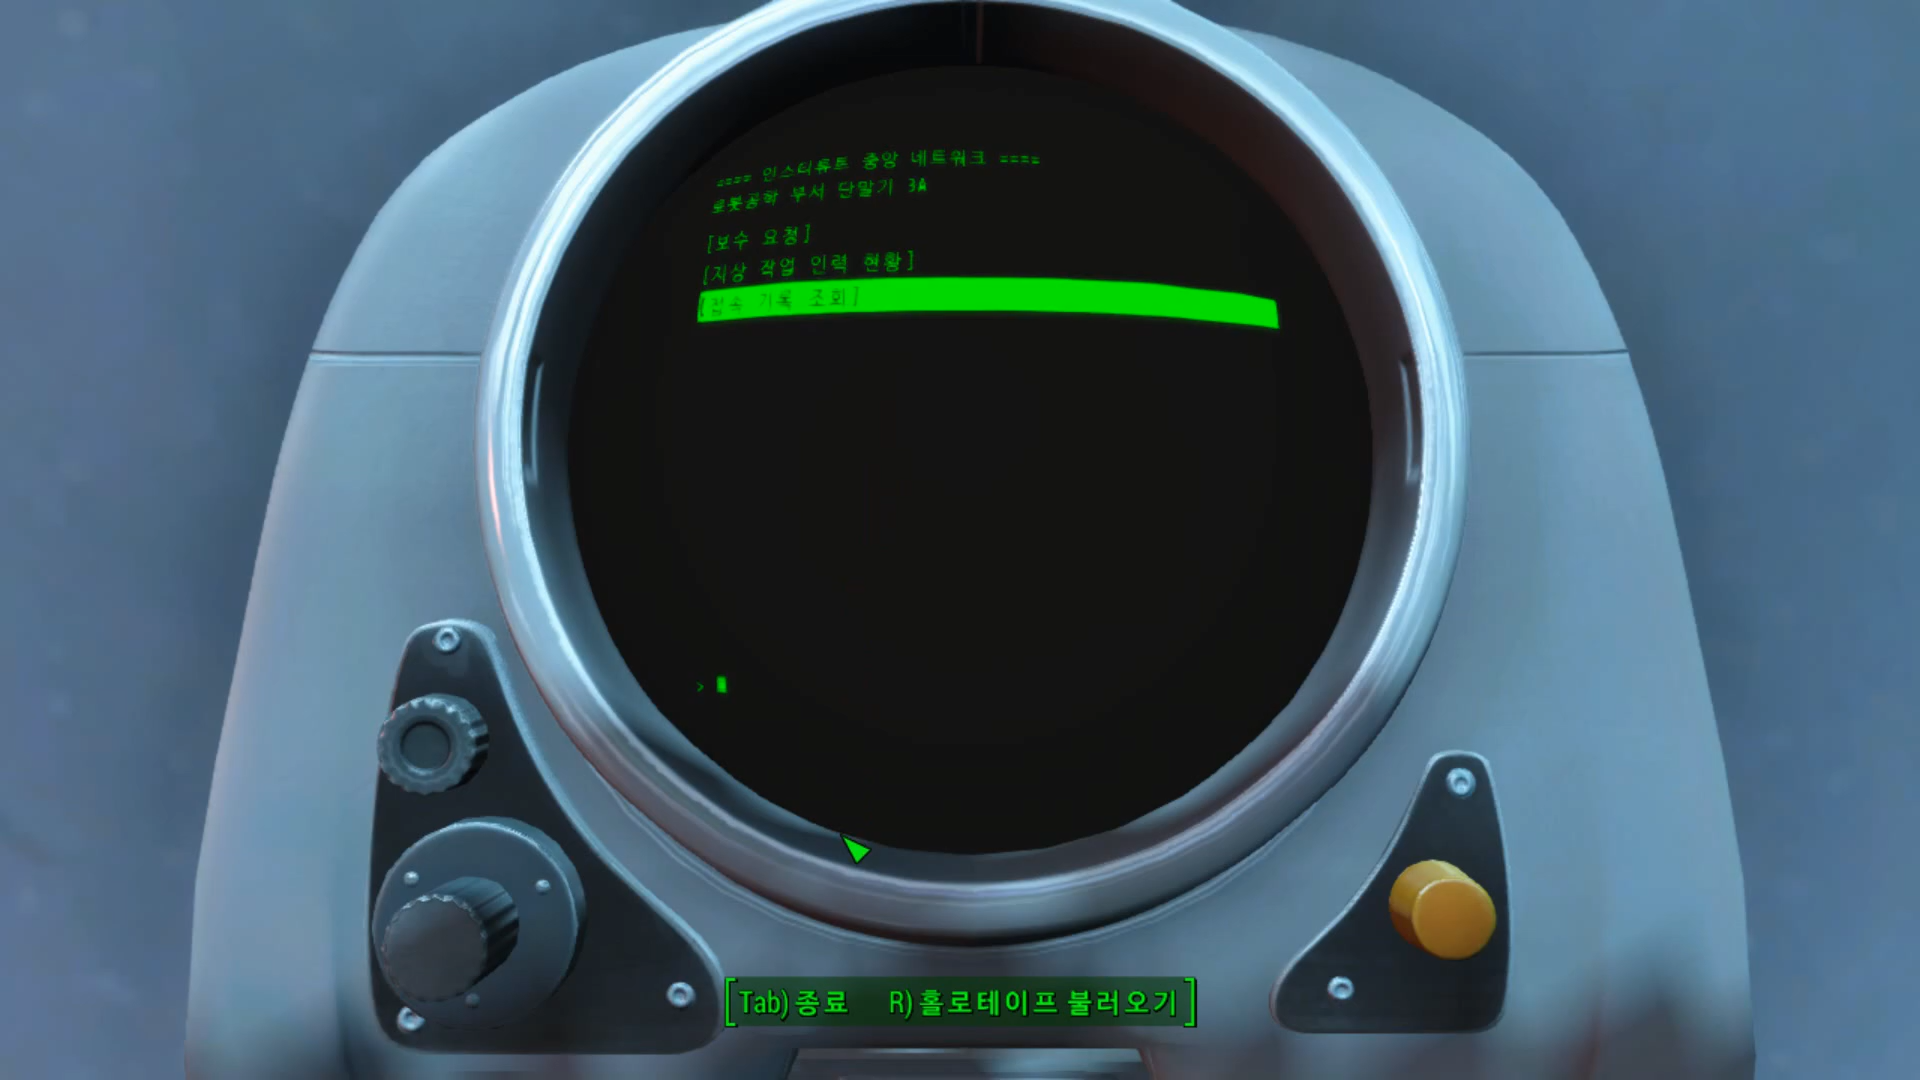 ==== 인스티튜트 중앙 네트워크 ====
로봇공학 부서 단말기 3A
[보수 요청]
[지상 작업 인력 현황]
[접속 기록 조회]
>
[Tab)종료 R)홀로테이프 불러오기]